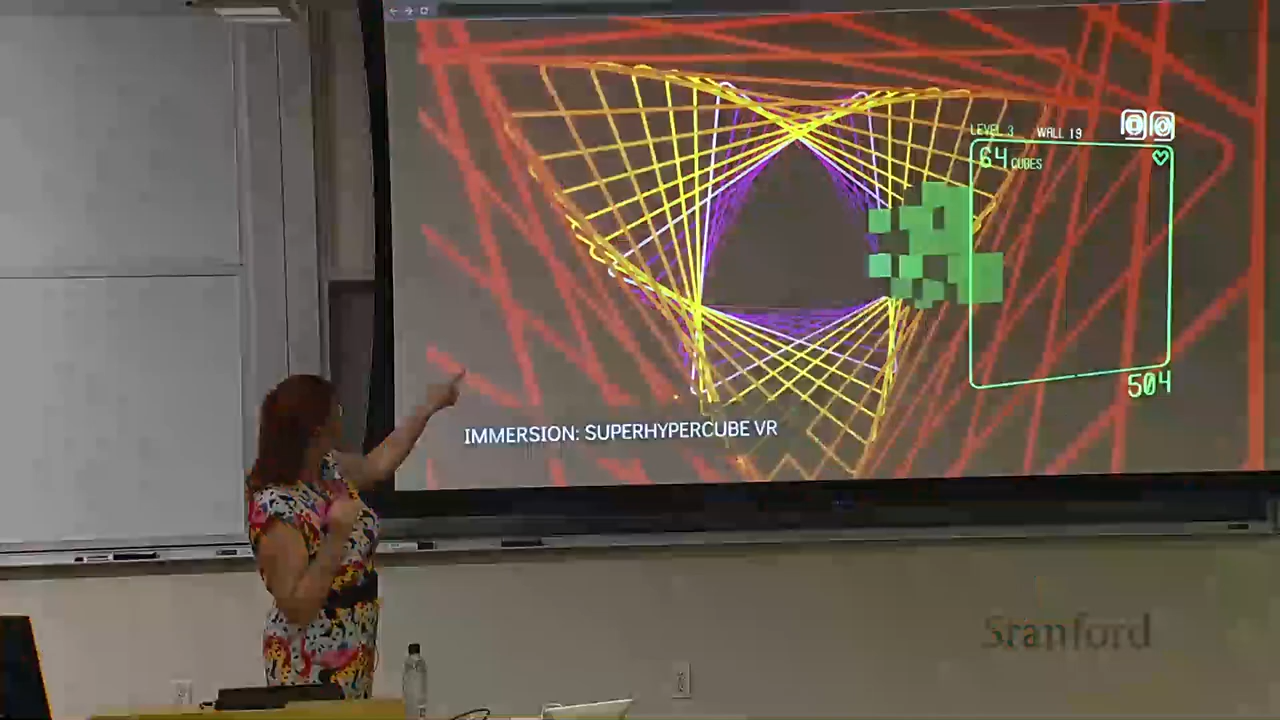 LEVEL 3 WALL 19
64 CUBES
504
IMMERSION: SUPERHYPERCUBE VR
Stanford